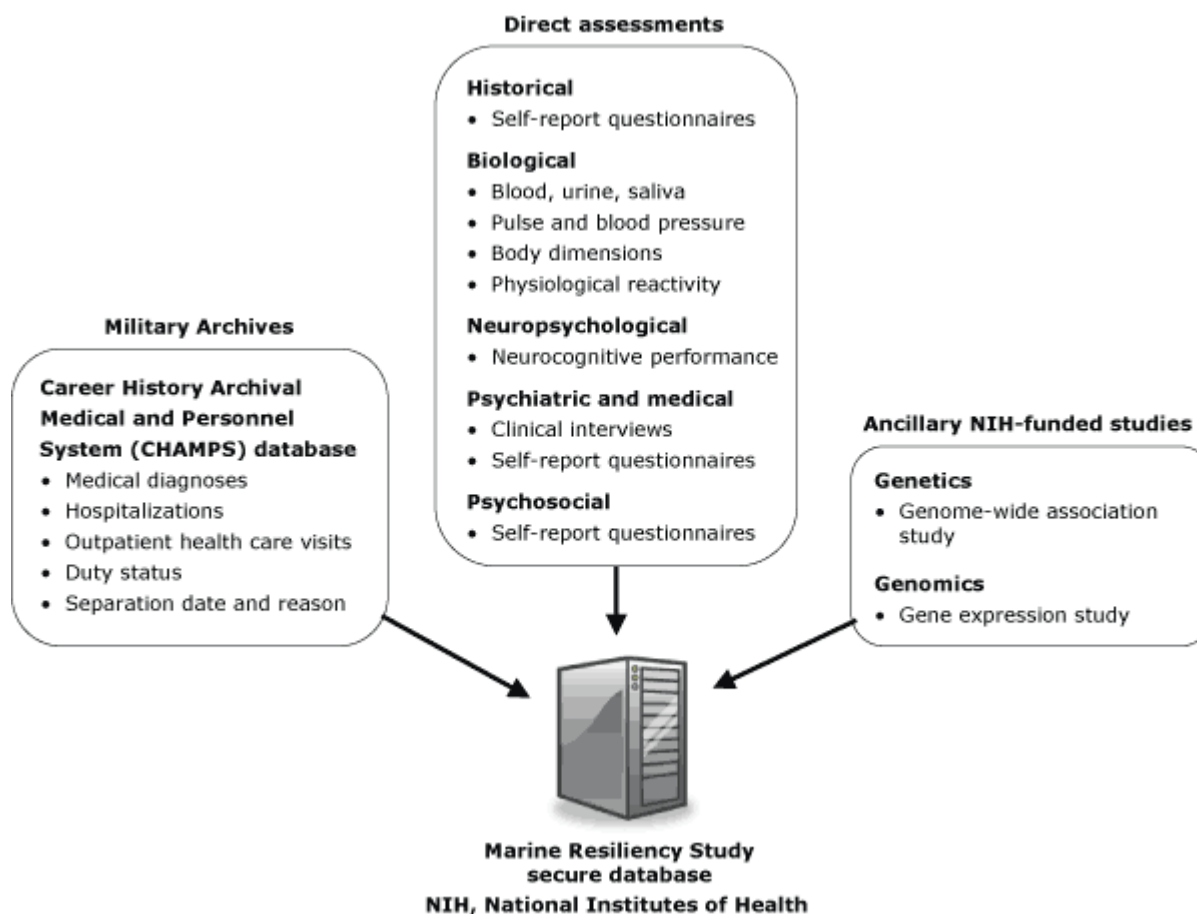 Direct assessments
Historical
• Self-report questionnaires
Biological
• Blood, urine, saliva
• Pulse and blood pressure
• Body dimensions
• Physiological reactivity
Neuropsychological
• Neurocognitive performance
Psychiatric and medical
• Clinical interviews
• Self-report questionnaires
Psychosocial
• Self-report questionnaires
Military Archives
Career History Archival
Medical and Personnel
System (CHAMPS) database
• Medical diagnoses
• Hospitalizations
• Outpatient health care visits
• Duty status
• Separation date and reason
Ancillary NIH-funded studies
Genetics
• Genome-wide association
study
Genomics
• Gene expression study
Marine Resiliency Study
secure database
NIH, National Institutes of Health